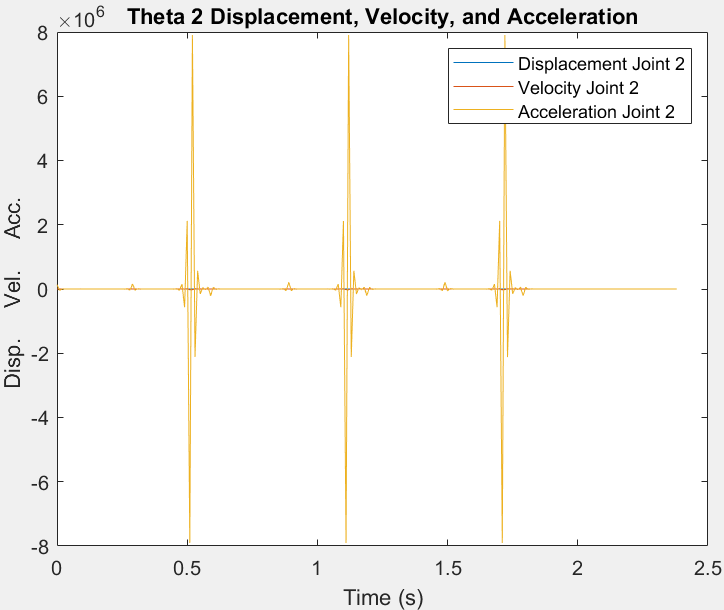 ×10^6
Theta 2 Displacement, Velocity, and Acceleration
8
6
4
2
0
-2
-4
-6
-8
Disp. Vel. Acc.
Displacement Joint 2
Velocity Joint 2
Acceleration Joint 2
0 0.5 1 1.5 2 2.5
Time (s)